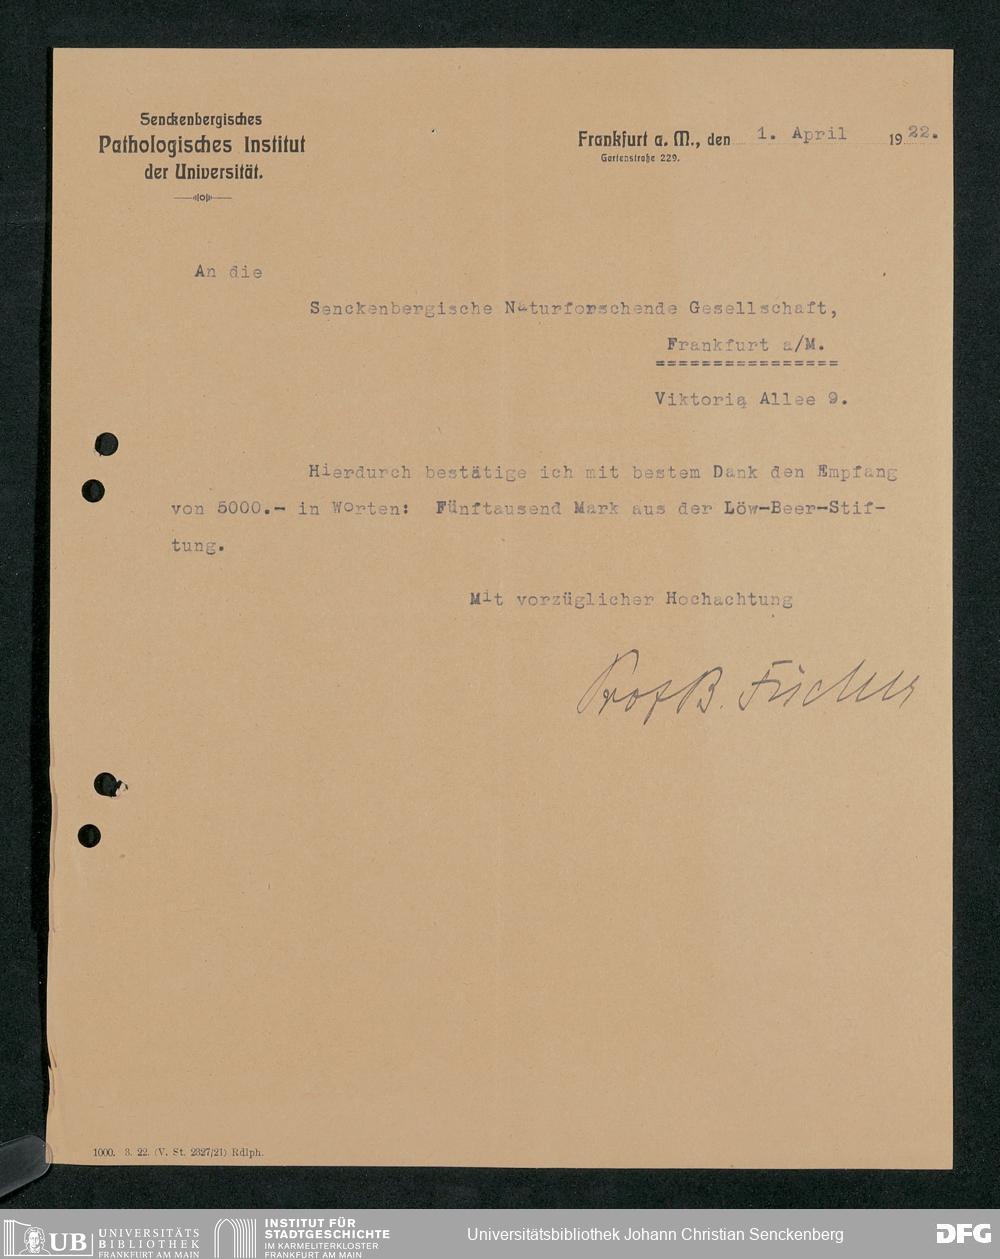 Senckenbergisches
Pathologisches Institut
der Universität.
Frankfurt a. M., den 1. April 1922.
Gartenstraße 229.
An die
Senckenbergische Naturforschende Gesellschaft,
Frankfurt a/M.
================
Viktoria Allee 9.
Hierdurch bestätige ich mit bestem Dank den Empfang
von 5000.- in Worten: Fünftausend Mark aus der Löw-Beer-Stif-
tung.
Mit vorzüglicher Hochachtung
Prof B. Fischer
1000. 3. 22. (V. St. 2327/21) Rdlph.
UB UNIVERSITÄTS
BIBLIOTHEK
FRANKFURT AM MAIN
INSTITUT FÜR
STADTGESCHICHTE
IM KARMELITERKLOSTER
FRANKFURT AM MAIN
Universitätsbibliothek Johann Christian Senckenberg
DFG